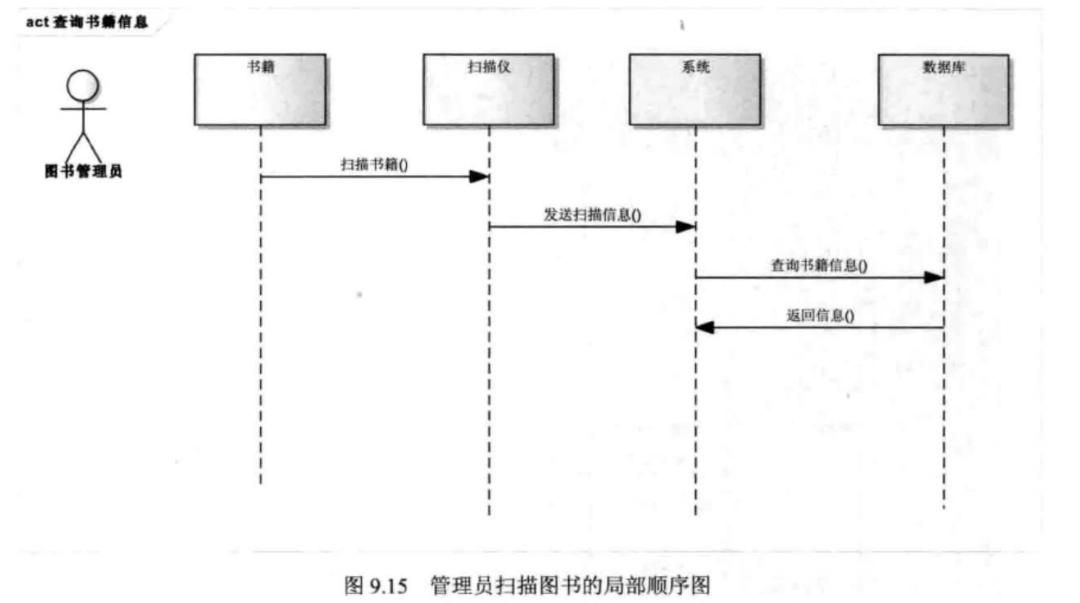 act 查询书籍信息
书籍
扫描仪
系统
数据库
图书管理员
扫描书籍()
发送扫描信息()
查询书籍信息()
返回信息()
图 9.15 管理员扫描图书的局部顺序图